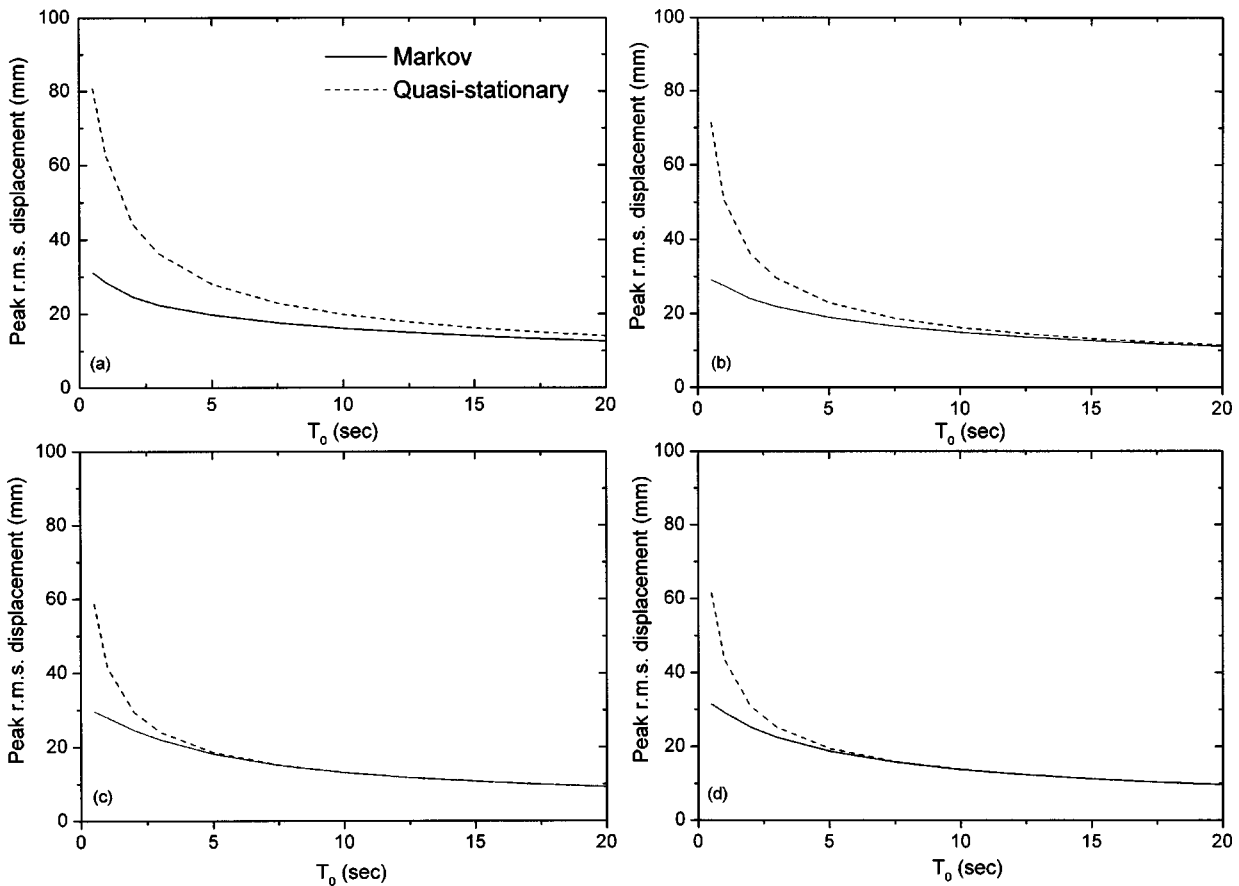 100
80
60
40
20
0
Peak r.m.s. displacement (mm)
Markov
Quasi-stationary
(a)
0 5 10 15 20
T₀ (sec)
100
80
60
40
20
0
Peak r.m.s. displacement (mm)
(b)
0 5 10 15 20
T₀ (sec)
100
80
60
40
20
0
Peak r.m.s. displacement (mm)
(c)
0 5 10 15 20
T₀ (sec)
100
80
60
40
20
0
Peak r.m.s. displacement (mm)
(d)
0 5 10 15 20
T₀ (sec)